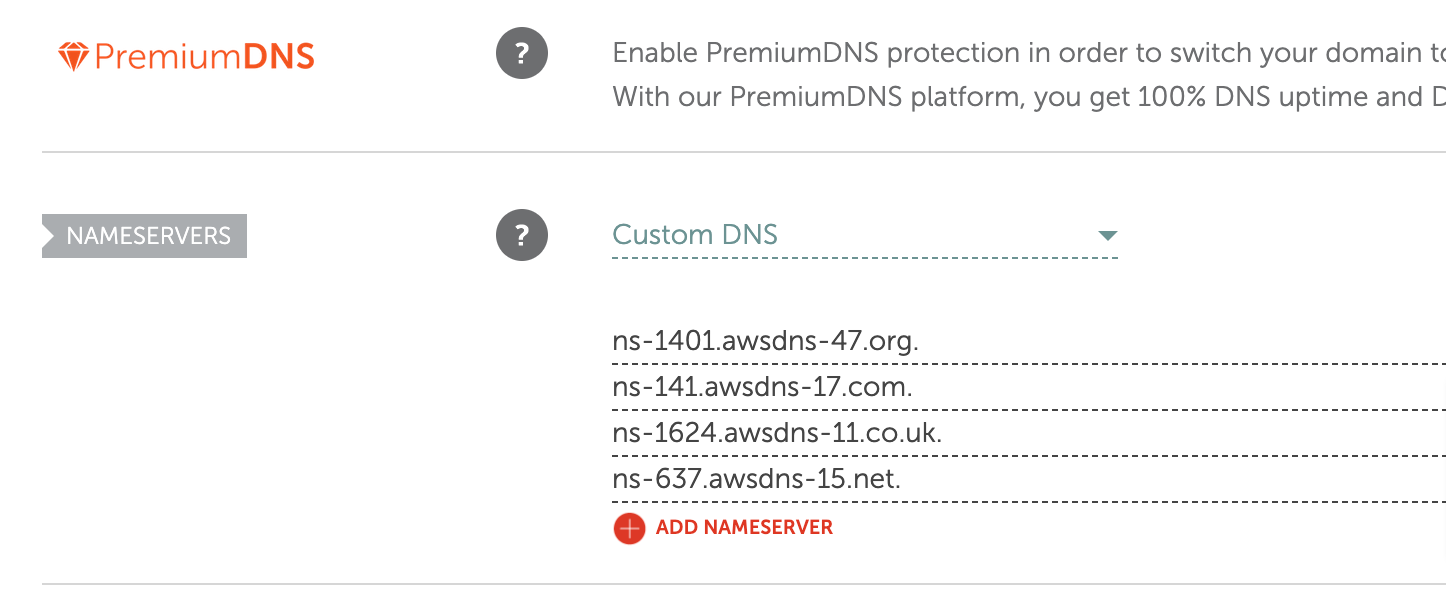 PremiumDNS
?
Enable PremiumDNS protection in order to switch your domain to
With our PremiumDNS platform, you get 100% DNS uptime and D
NAMESERVERS
?
Custom DNS
ns-1401.awsdns-47.org.
ns-141.awsdns-17.com.
ns-1624.awsdns-11.co.uk.
ns-637.awsdns-15.net.
ADD NAMESERVER